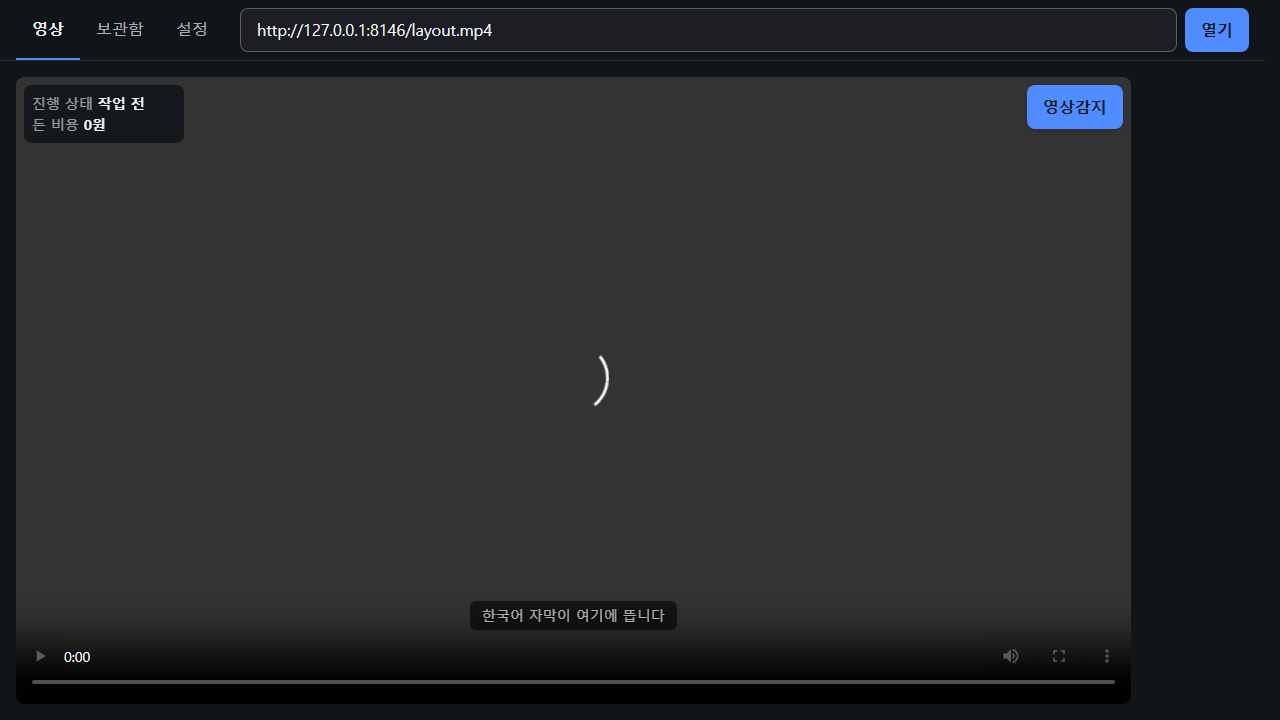 영상 보관함 설정 http://127.0.0.1:8146/layout.mp4 열기
진행 상태 작업 전
든 비용 0원
영상감지
한국어 자막이 여기에 뜹니다
0:00